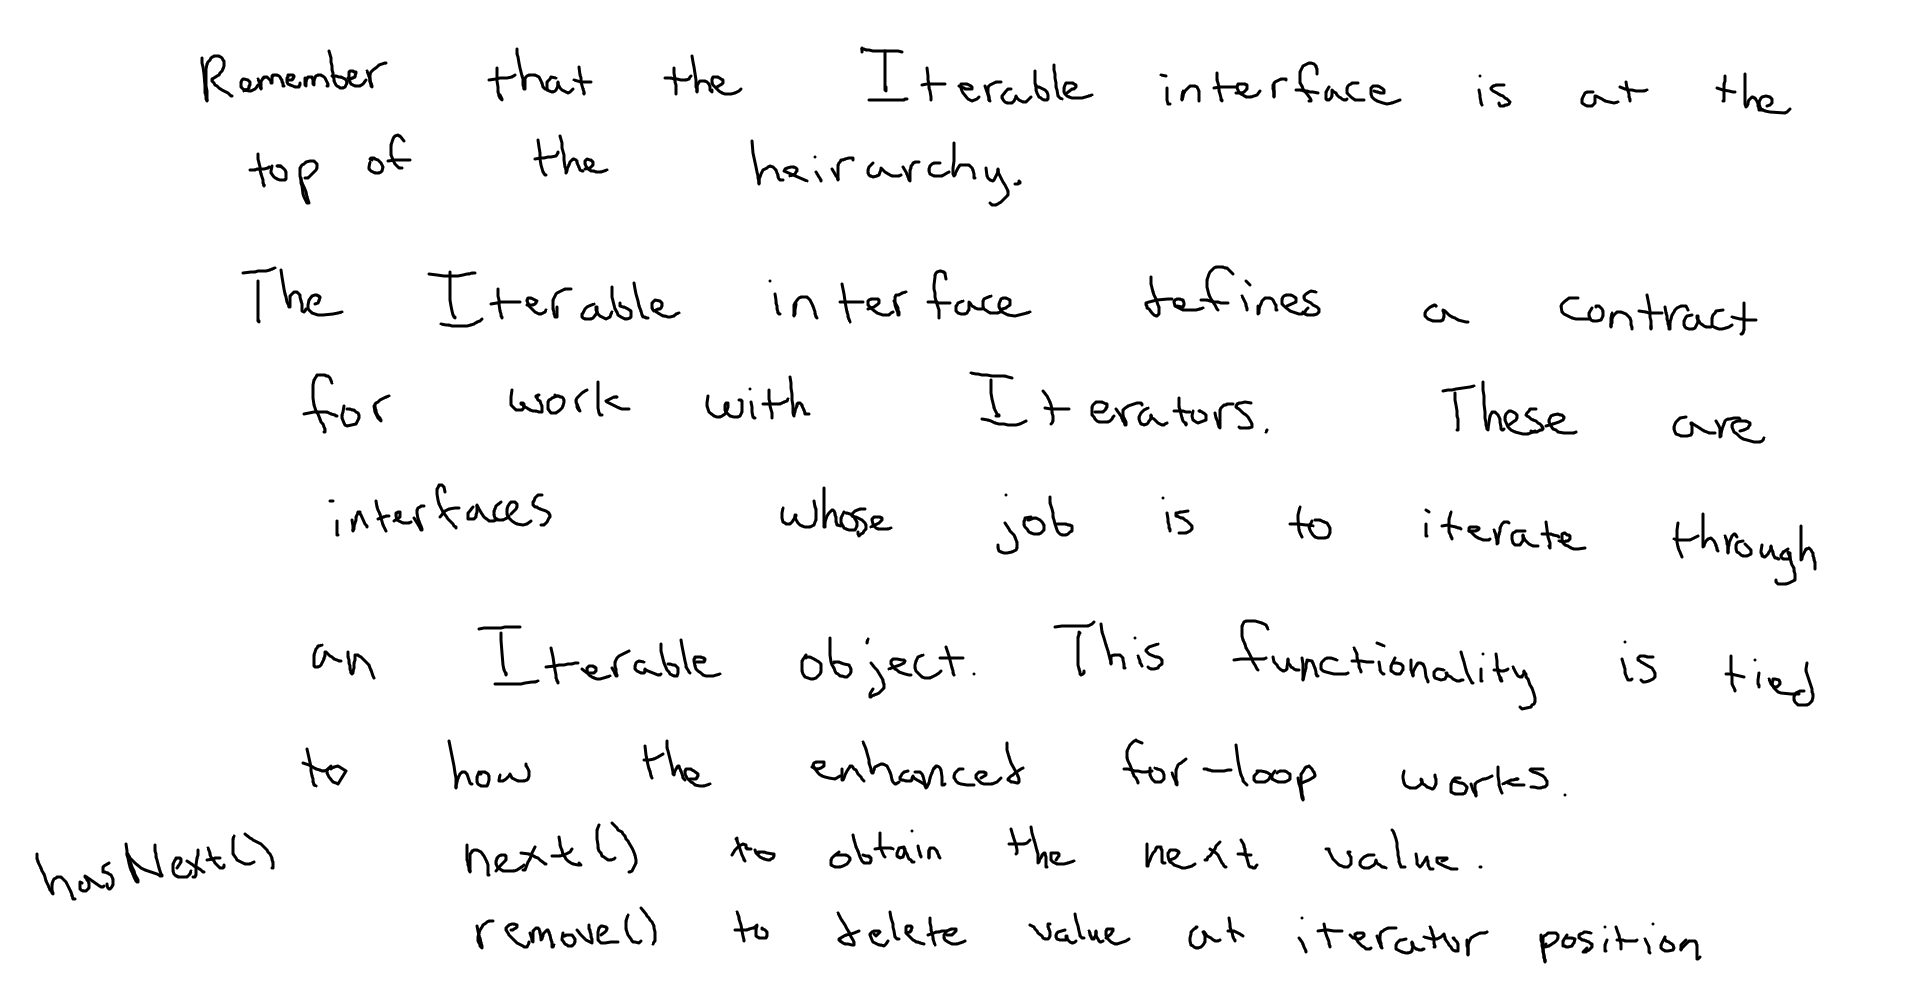 Remember that the Iterable interface is at the
top of the heirarchy.
The Iterable interface defines a contract
for work with Iterators. These are
interfaces whose job is to iterate through
an Iterable object. This functionality is tied
to how the enhanced for-loop works.
hasNext() next() to obtain the next value.
remove() to delete value at iterator position